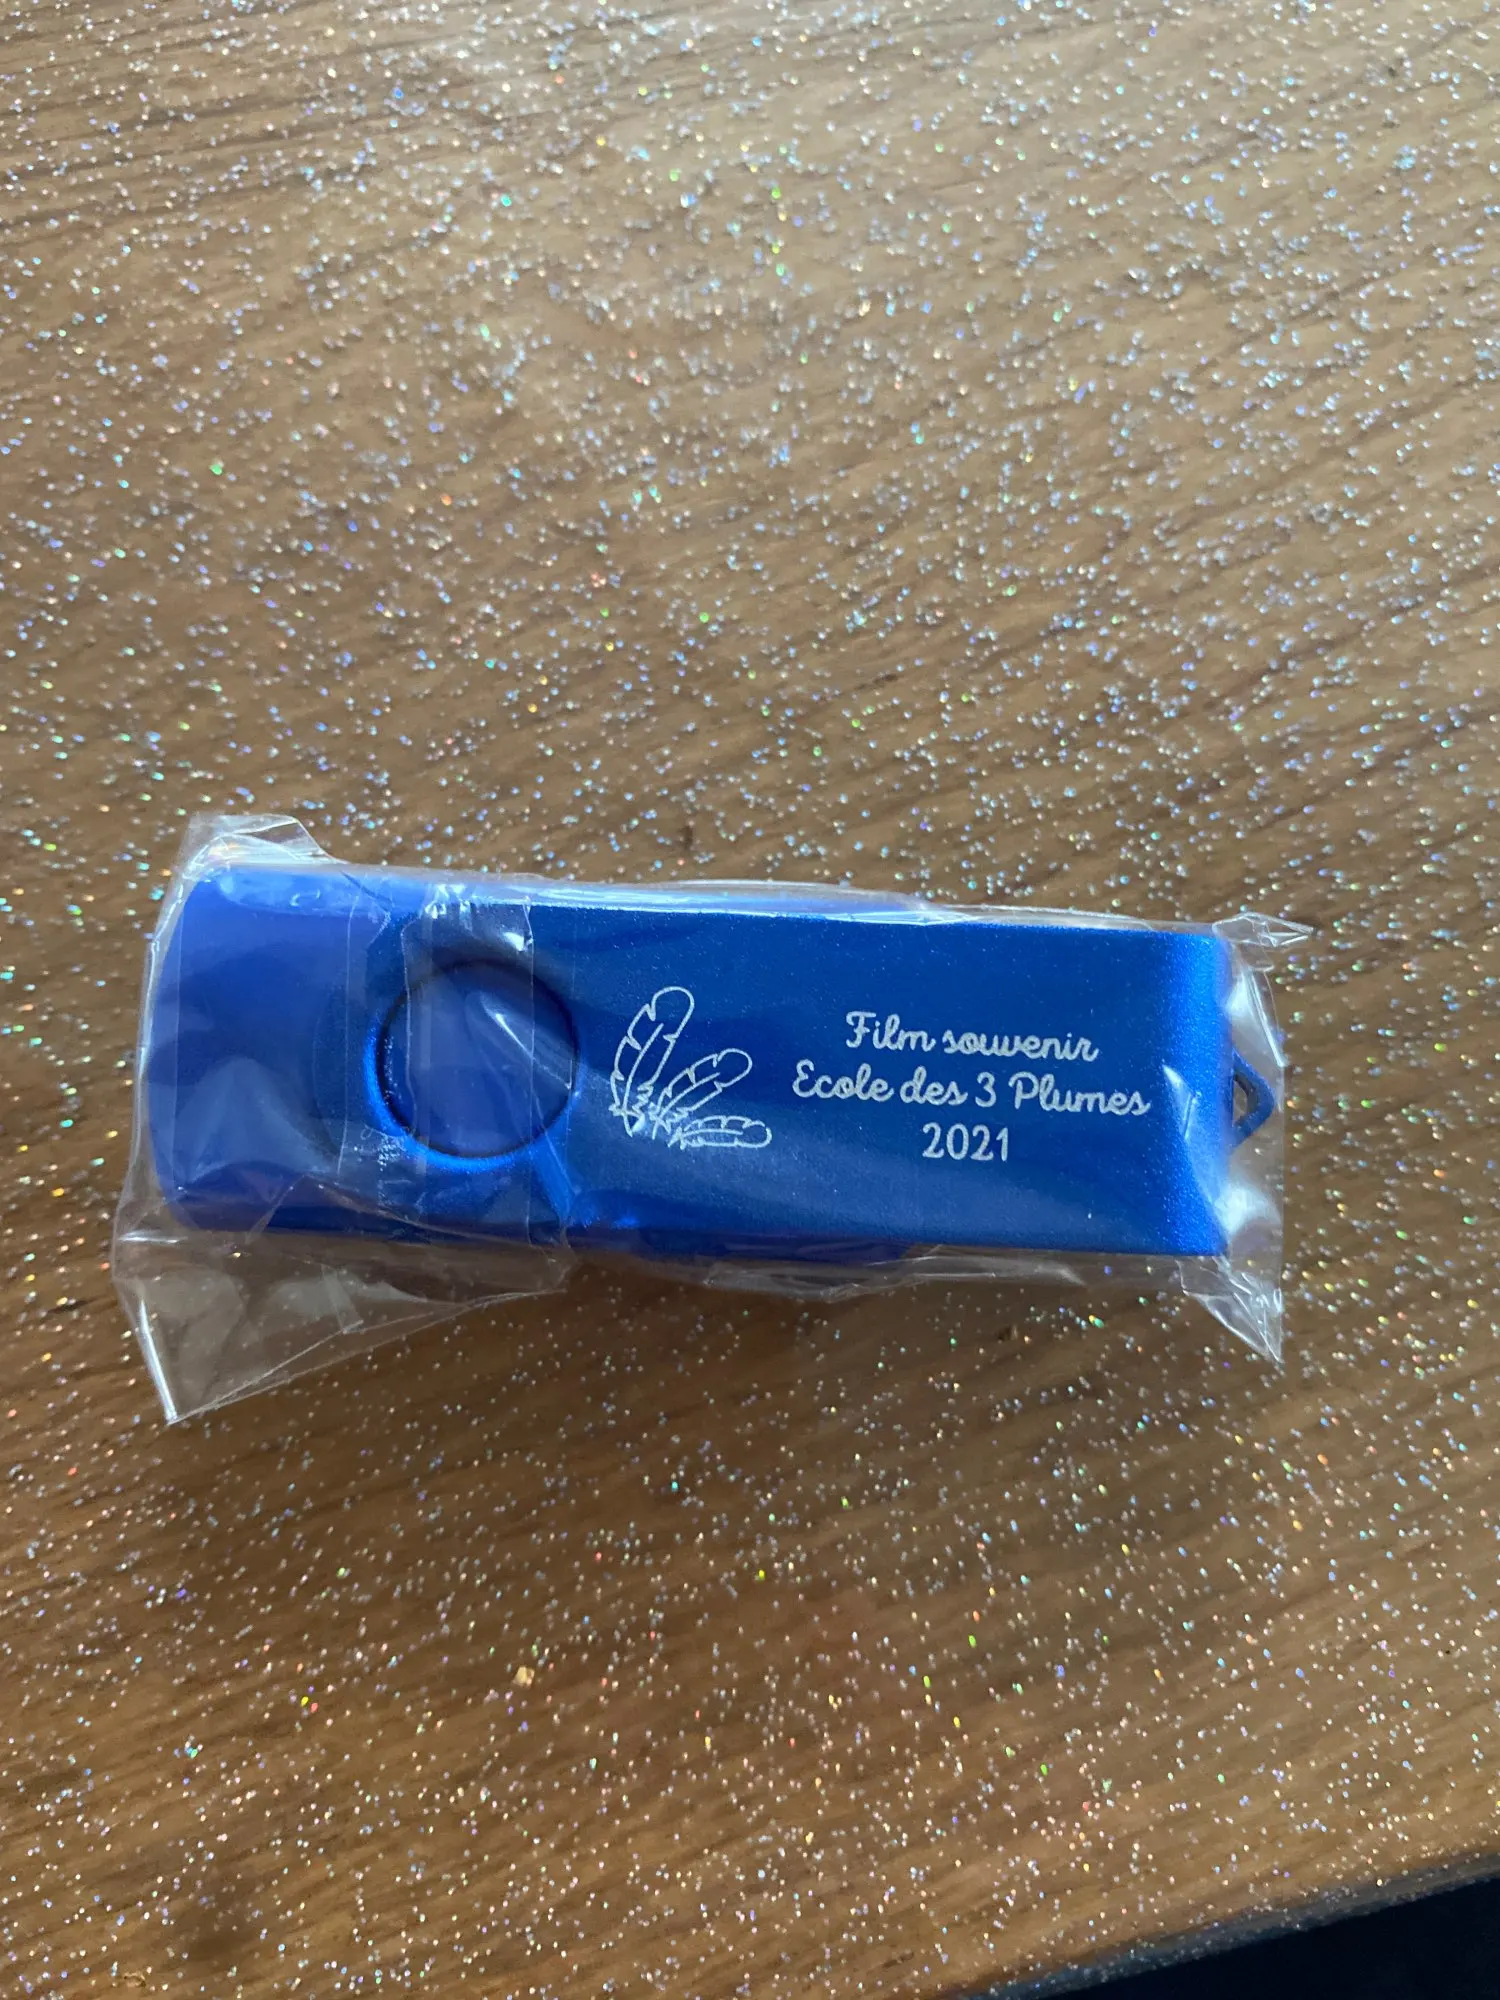 Film souvenir
Ecole des 3 Plumes
2021